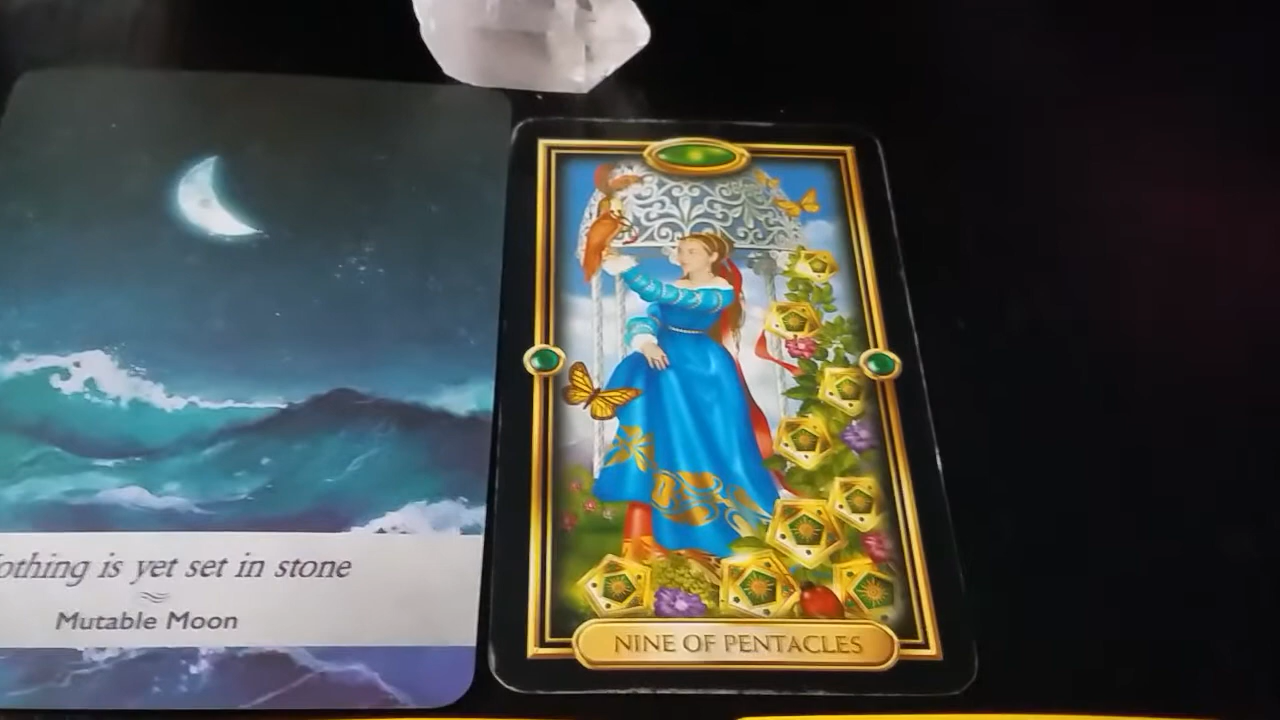 othing is yet set in stone
Mutable Moon
NINE OF PENTACLES